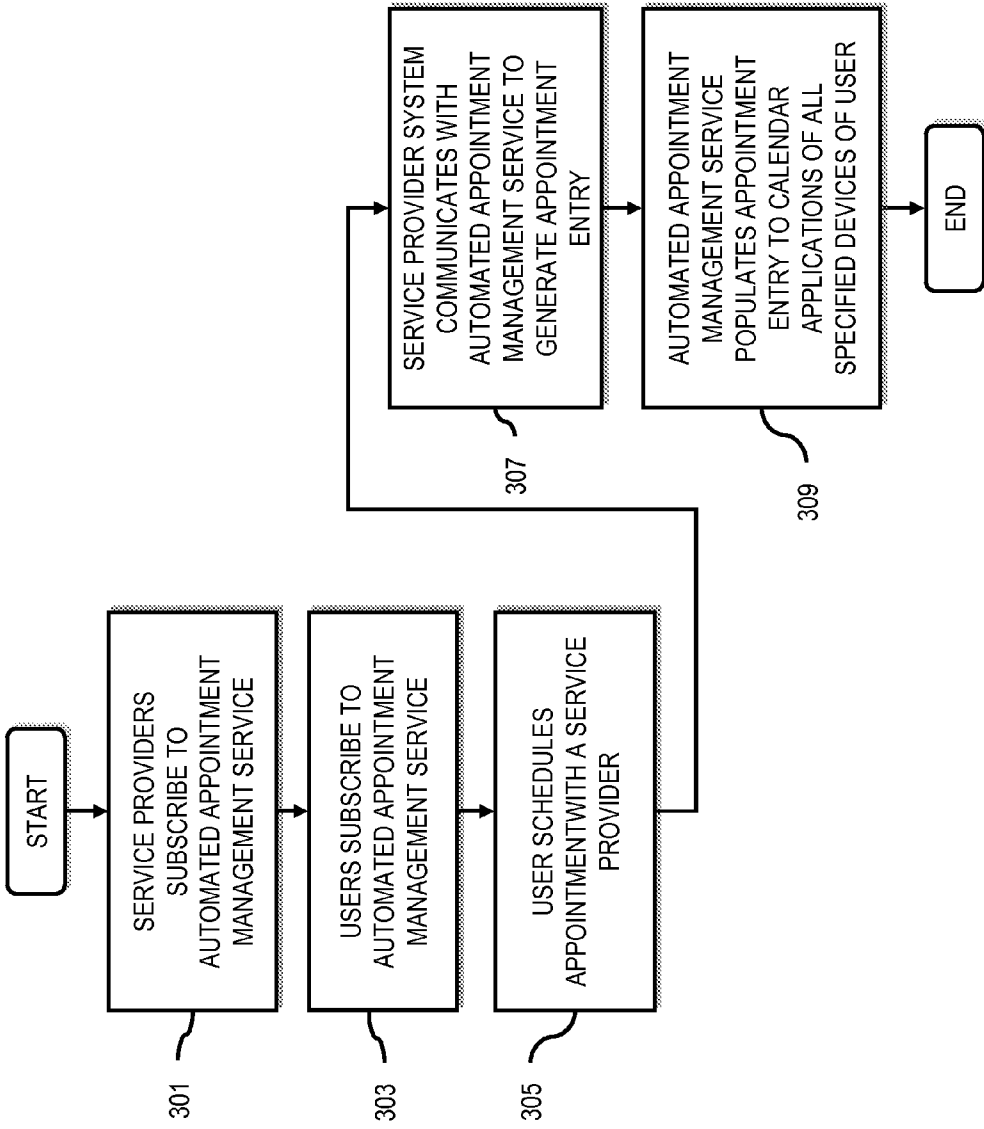 START
SERVICE PROVIDERS
SUBSCRIBE TO
AUTOMATED APPOINTMENT
MANAGEMENT SERVICE
301
USERS SUBSCRIBE TO
AUTOMATED APPOINTMENT
MANAGEMENT SERVICE
303
USER SCHEDULES
APPOINTMENTWITH A SERVICE
PROVIDER
305
SERVICE PROVIDER SYSTEM
COMMUNICATES WITH
AUTOMATED APPOINTMENT
MANAGEMENT SERVICE TO
GENERATE APPOINTMENT
ENTRY
307
AUTOMATED APPOINTMENT
MANAGEMENT SERVICE
POPULATES APPOINTMENT
ENTRY TO CALENDAR
APPLICATIONS OF ALL
SPECIFIED DEVICES OF USER
309
END